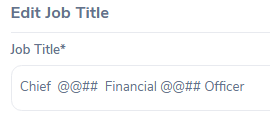 Edit Job Title
Job Title*
Chief  @@##  Financial @@## Officer